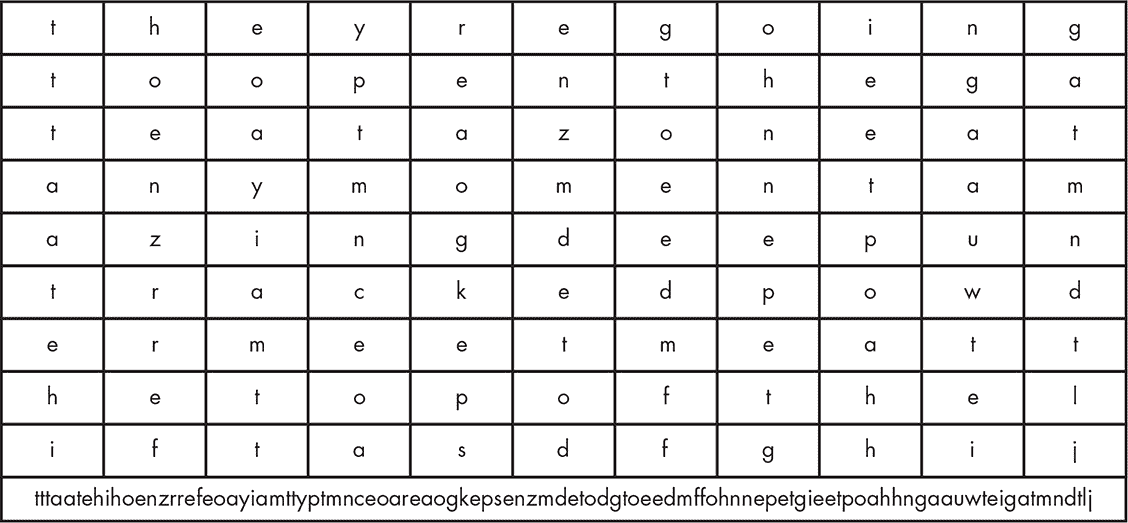 t h e y r e g o i n g
t o o p e n t h e g a
t e a t a z o n e a t
a n y m o m e n t a m
a z i n g d e e p u n
t r a c k e d p o w d
e r m e e t m e a t t
h e t o p o f t h e l
i f t a s d f g h i j
tttaatehihoenzrrefeoayiamttyptmnceoareaogkepsenzmdetodgtoeedmffohnnepetgieetpoahhngaauwteigatmndtlj